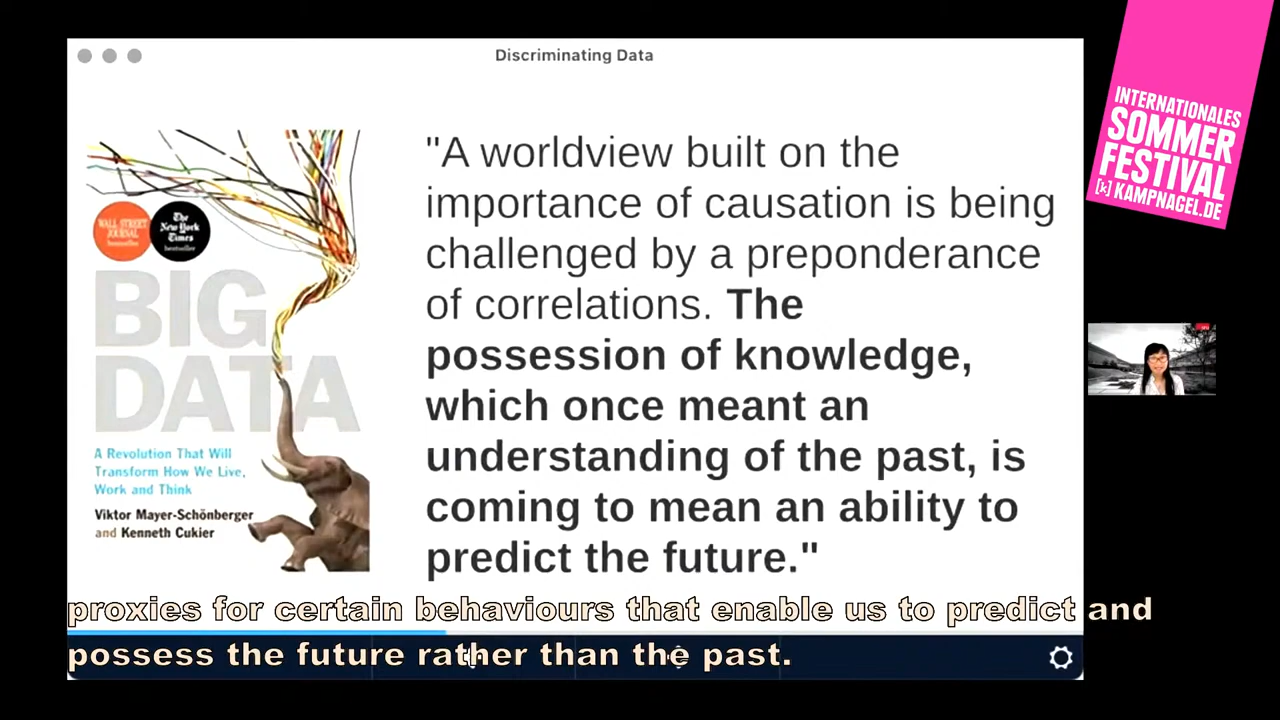 Discriminating Data
INTERNATIONALES
SOMMER
FESTIVAL
[k] KAMPNAGEL.DE
WALL STREET
JOURNAL
bestseller
The
New York
Times
bestseller
BIG
DATA
A Revolution That Will
Transform How We Live,
Work and Think
Viktor Mayer-Schönberger
and Kenneth Cukier
"A worldview built on the
importance of causation is being
challenged by a preponderance
of correlations. The
possession of knowledge,
which once meant an
understanding of the past, is
coming to mean an ability to
predict the future."
proxies for certain behaviours that enable us to predict and
possess the future rather than the past.